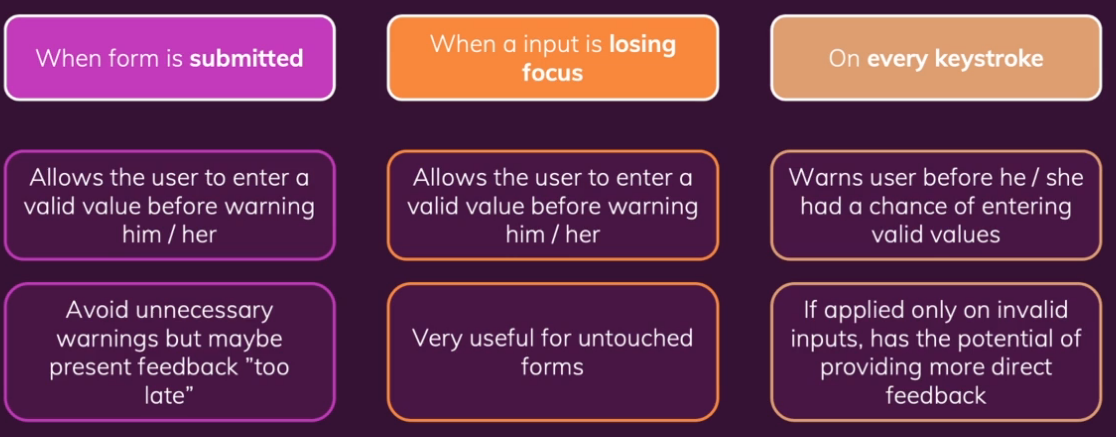 When form is submitted
When a input is losing
focus
On every keystroke
Allows the user to enter a
valid value before warning
him / her
Allows the user to enter a
valid value before warning
him / her
Warns user before he / she
had a chance of entering
valid values
Avoid unnecessary
warnings but maybe
present feedback ”too
late”
Very useful for untouched
forms
If applied only on invalid
inputs, has the potential of
providing more direct
feedback